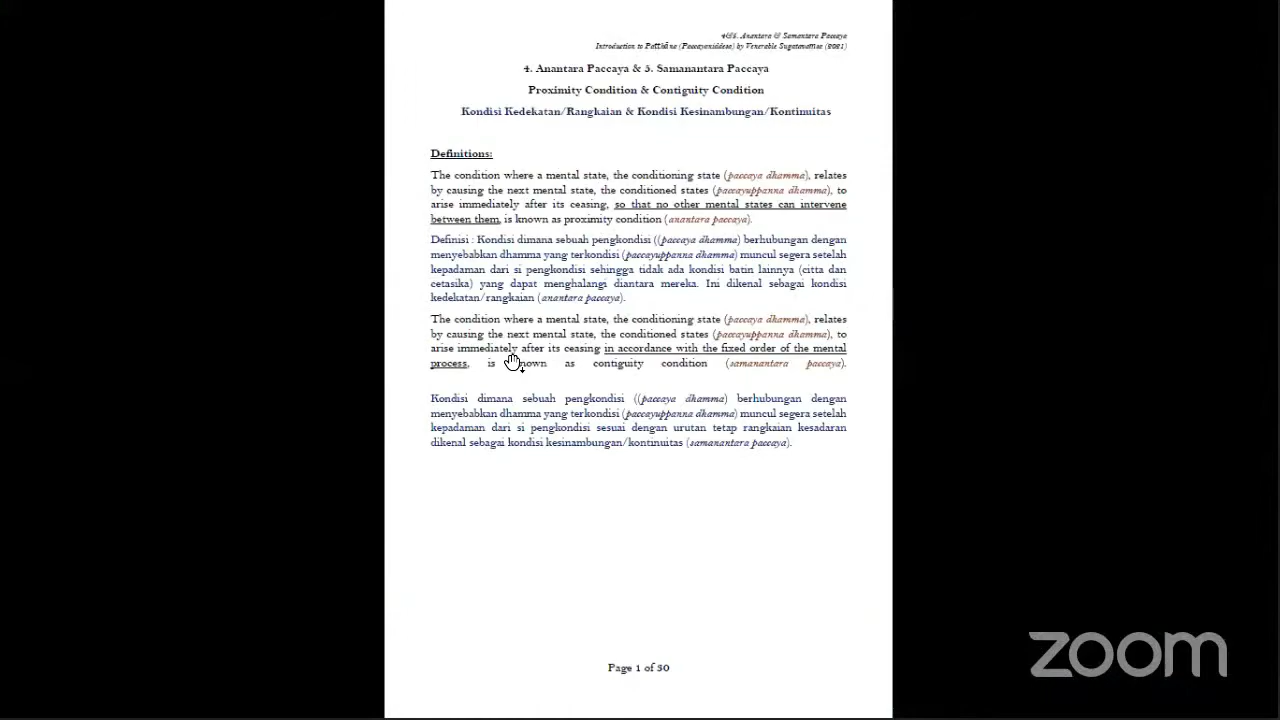 4&5. Anantara & Samantara Paccaya
Introduction to Paṭṭhāna (Paccayaniddesa) by Venerable (2021)
4. Anantara Paccaya & 5. Samanantara Paccaya
Proximity Condition & Contiguity Condition
Kondisi Kedekatan/Rangkaian & Kondisi Kesinambungan/Kontinuitas
Definitions:
The condition where a mental state, the conditioning state (paccaya dhamma), relates
by causing the next mental state, the conditioned states (paccayuppanna dhamma), to
arise immediately after its ceasing, so that no other mental states can intervene
between them, is known as proximity condition (anantara paccaya).
Definisi : Kondisi dimana sebuah pengkondisi ((paccaya dhamma) berhubungan dengan
menyebabkan dhamma yang terkondisi (paccayuppanna dhamma) muncul segera setelah
kepadaman dari si pengkondisi sehingga tidak ada kondisi batin lainnya (citta dan
cetasika) yang dapat menghalangi diantara mereka. Ini dikenal sebagai kondisi
kedekatan/rangkaian (anantara paccaya).
The condition where a mental state, the conditioning state (paccaya dhamma), relates
by causing the next mental state, the conditioned states (paccayuppanna dhamma), to
arise immediately after its ceasing in accordance with the fixed order of the mental
process, is known as contiguity condition (samanantara paccaya).
Kondisi dimana sebuah pengkondisi ((paccaya dhamma) berhubungan dengan
menyebabkan dhamma yang terkondisi (paccayuppanna dhamma) muncul segera setelah
kepadaman dari si pengkondisi sesuai dengan urutan tetap rangkaian kesadaran
dikenal sebagai kondisi kesinambungan/kontinuitas (samanantara paccaya).
Page 1 of 30
zoom